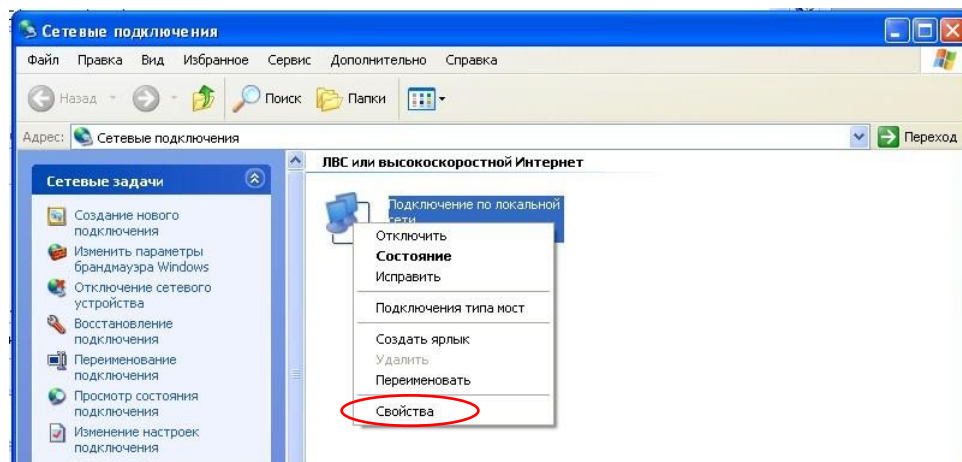 Сетевые подключения
Файл Правка Вид Избранное Сервис Дополнительно Справка
Назад Поиск Папки
Адрес: Сетевые подключения Переход
ЛВС или высокоскоростной Интернет
Сетевые задачи
Создание нового
подключения
Изменить параметры
брандмауэра Windows
Отключение сетевого
устройства
Восстановление
подключения
Переименование
подключения
Просмотр состояния
подключения
Изменение настроек
подключения
Подключение по локальной
сети
Отключить
Состояние
Исправить
Подключения типа мост
Создать ярлык
Удалить
Переименовать
Свойства